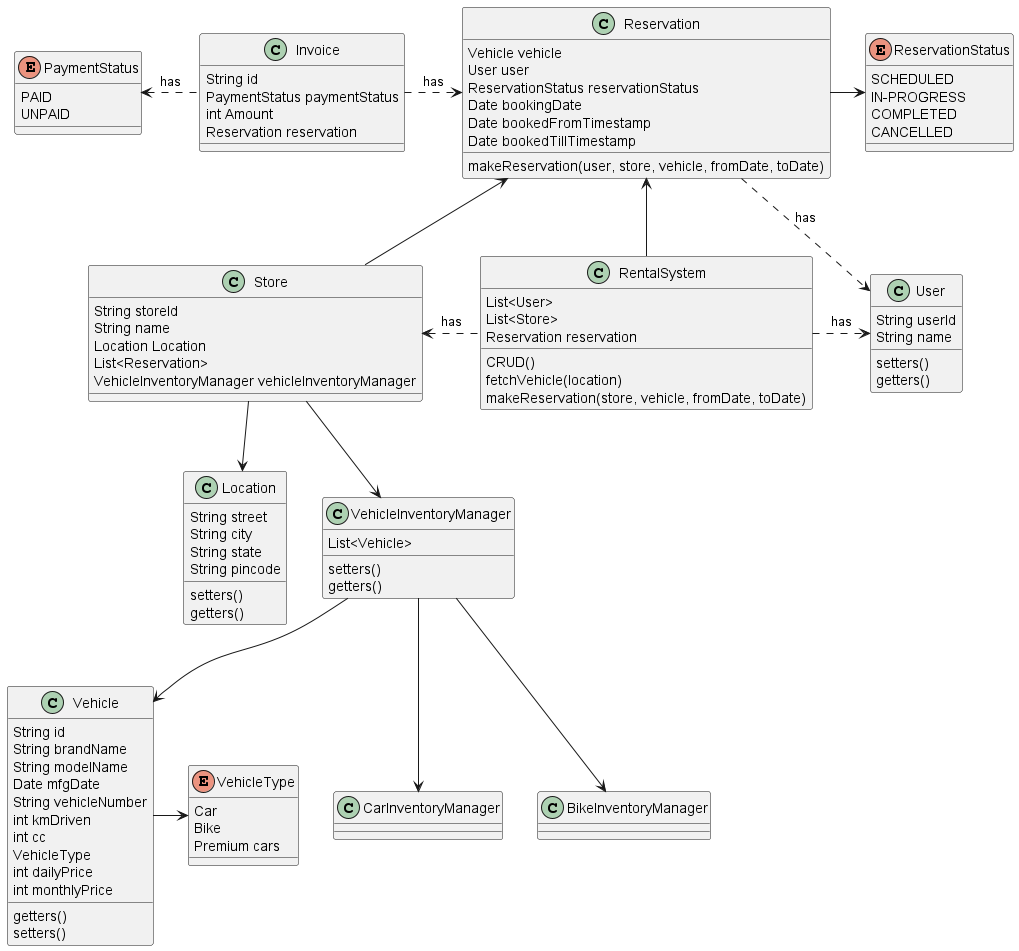 E PaymentStatus
PAID
UNPAID
has
C Invoice
String id
PaymentStatus paymentStatus
int Amount
Reservation reservation
has
C Reservation
Vehicle vehicle
User user
ReservationStatus reservationStatus
Date bookingDate
Date bookedFromTimestamp
Date bookedTillTimestamp
makeReservation(user, store, vehicle, fromDate, toDate)
E ReservationStatus
SCHEDULED
IN-PROGRESS
COMPLETED
CANCELLED
has
C Store
String storeId
String name
Location Location
List<Reservation>
VehicleInventoryManager vehicleInventoryManager
has
C RentalSystem
List<User>
List<Store>
Reservation reservation
CRUD()
fetchVehicle(location)
makeReservation(store, vehicle, fromDate, toDate)
has
C User
String userId
String name
setters()
getters()
C Location
String street
String city
String state
String pincode
setters()
getters()
C VehicleInventoryManager
List<Vehicle>
setters()
getters()
C Vehicle
String id
String brandName
String modelName
Date mfgDate
String vehicleNumber
int kmDriven
int cc
VehicleType
int dailyPrice
int monthlyPrice
getters()
setters()
E VehicleType
Car
Bike
Premium cars
C CarInventoryManager
C BikeInventoryManager